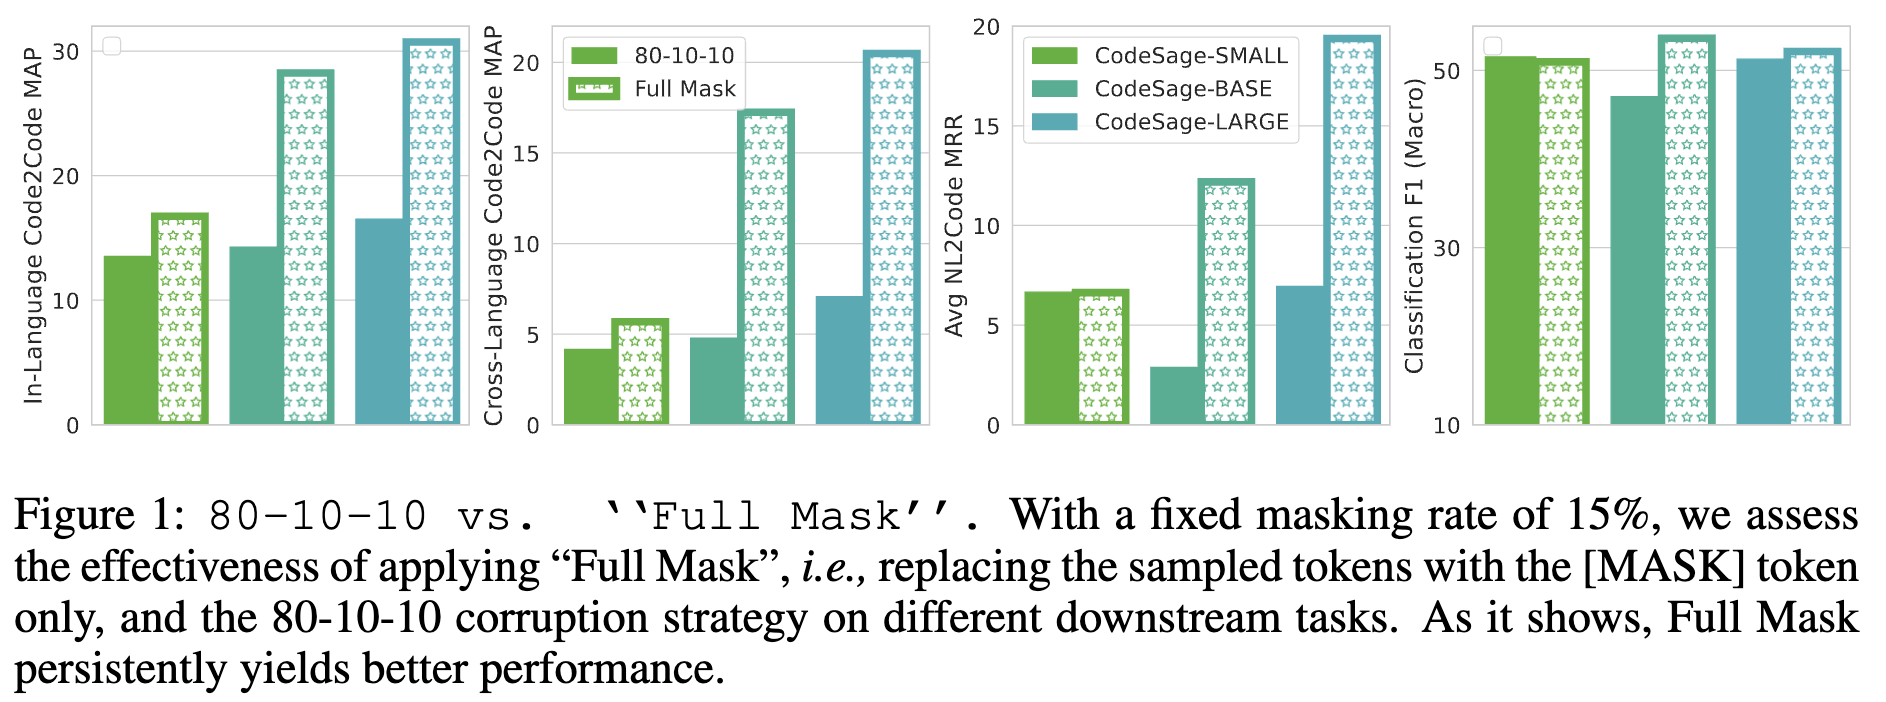 In-Language Code2Code MAP
30
20
10
0
Cross-Language Code2Code MAP
20
15
10
5
0
80-10-10
Full Mask
Avg NL2Code MRR
20
15
10
5
0
CodeSage-SMALL
CodeSage-BASE
CodeSage-LARGE
Classification F1 (Macro)
50
30
10
Figure 1: 80-10-10 vs. ‘‘Full Mask’’. With a fixed masking rate of 15%, we assess
the effectiveness of applying “Full Mask”, i.e., replacing the sampled tokens with the [MASK] token
only, and the 80-10-10 corruption strategy on different downstream tasks. As it shows, Full Mask
persistently yields better performance.